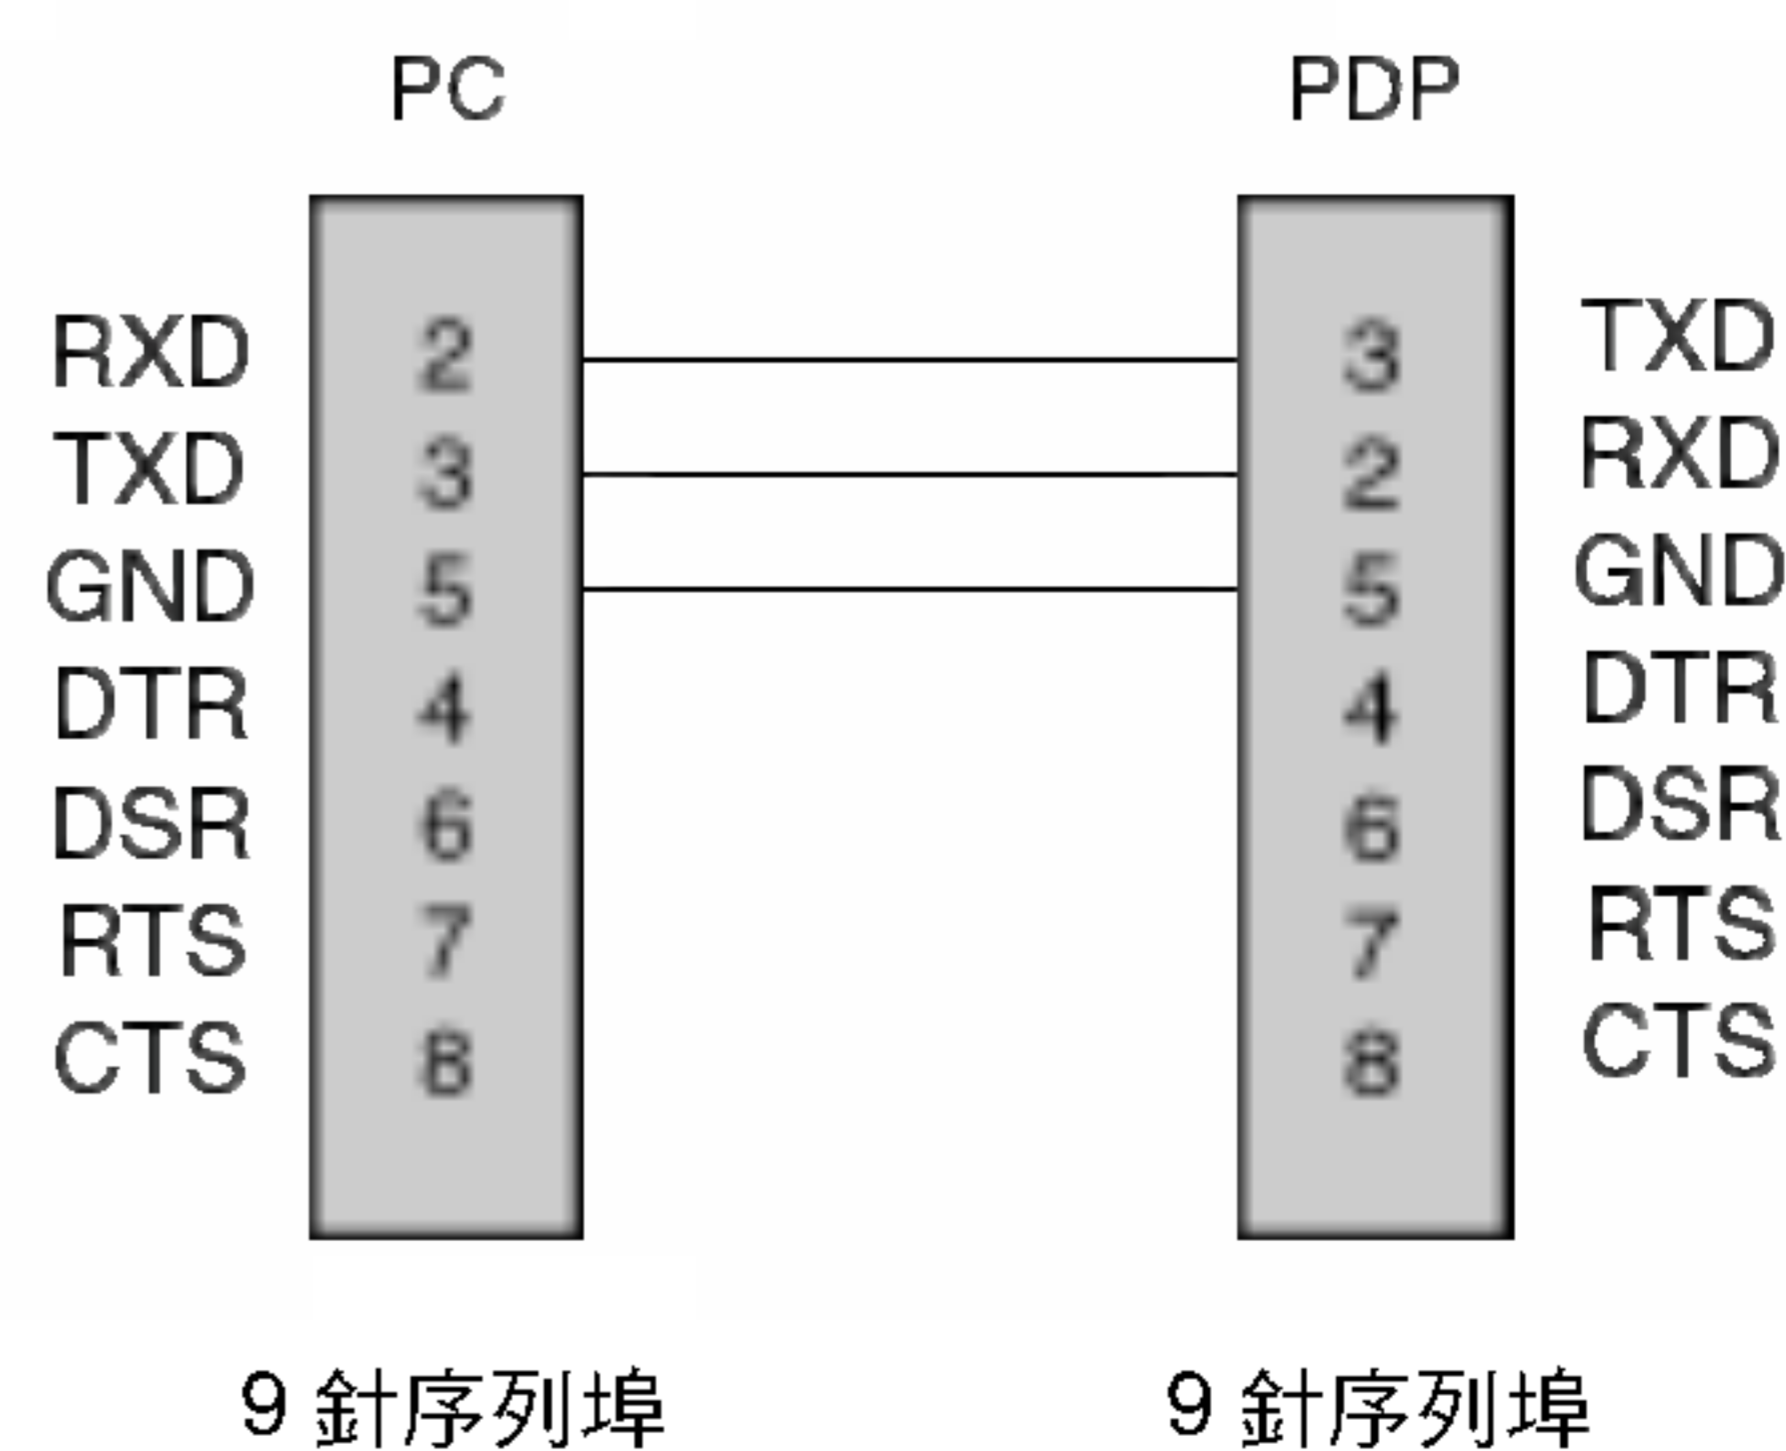 PC PDP
RXD 2 3 TXD
TXD 3 2 RXD
GND 5 5 GND
DTR 4 4 DTR
DSR 6 6 DSR
RTS 7 7 RTS
CTS 8 8 CTS
9 針序列埠 9 針序列埠